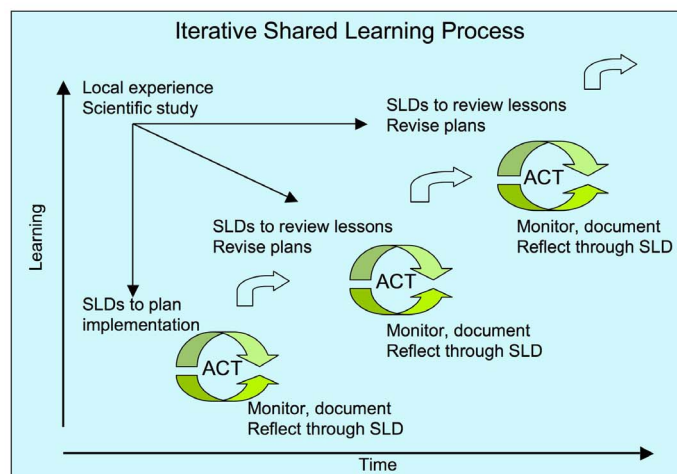 Iterative Shared Learning Process
Local experience
Scientific study
SLDs to review lessons
Revise plans
ACT
Monitor, document
Reflect through SLD
SLDs to review lessons
Revise plans
ACT
Monitor, document
Reflect through SLD
SLDs to plan
implementation
ACT
Monitor, document
Reflect through SLD
Learning
Time